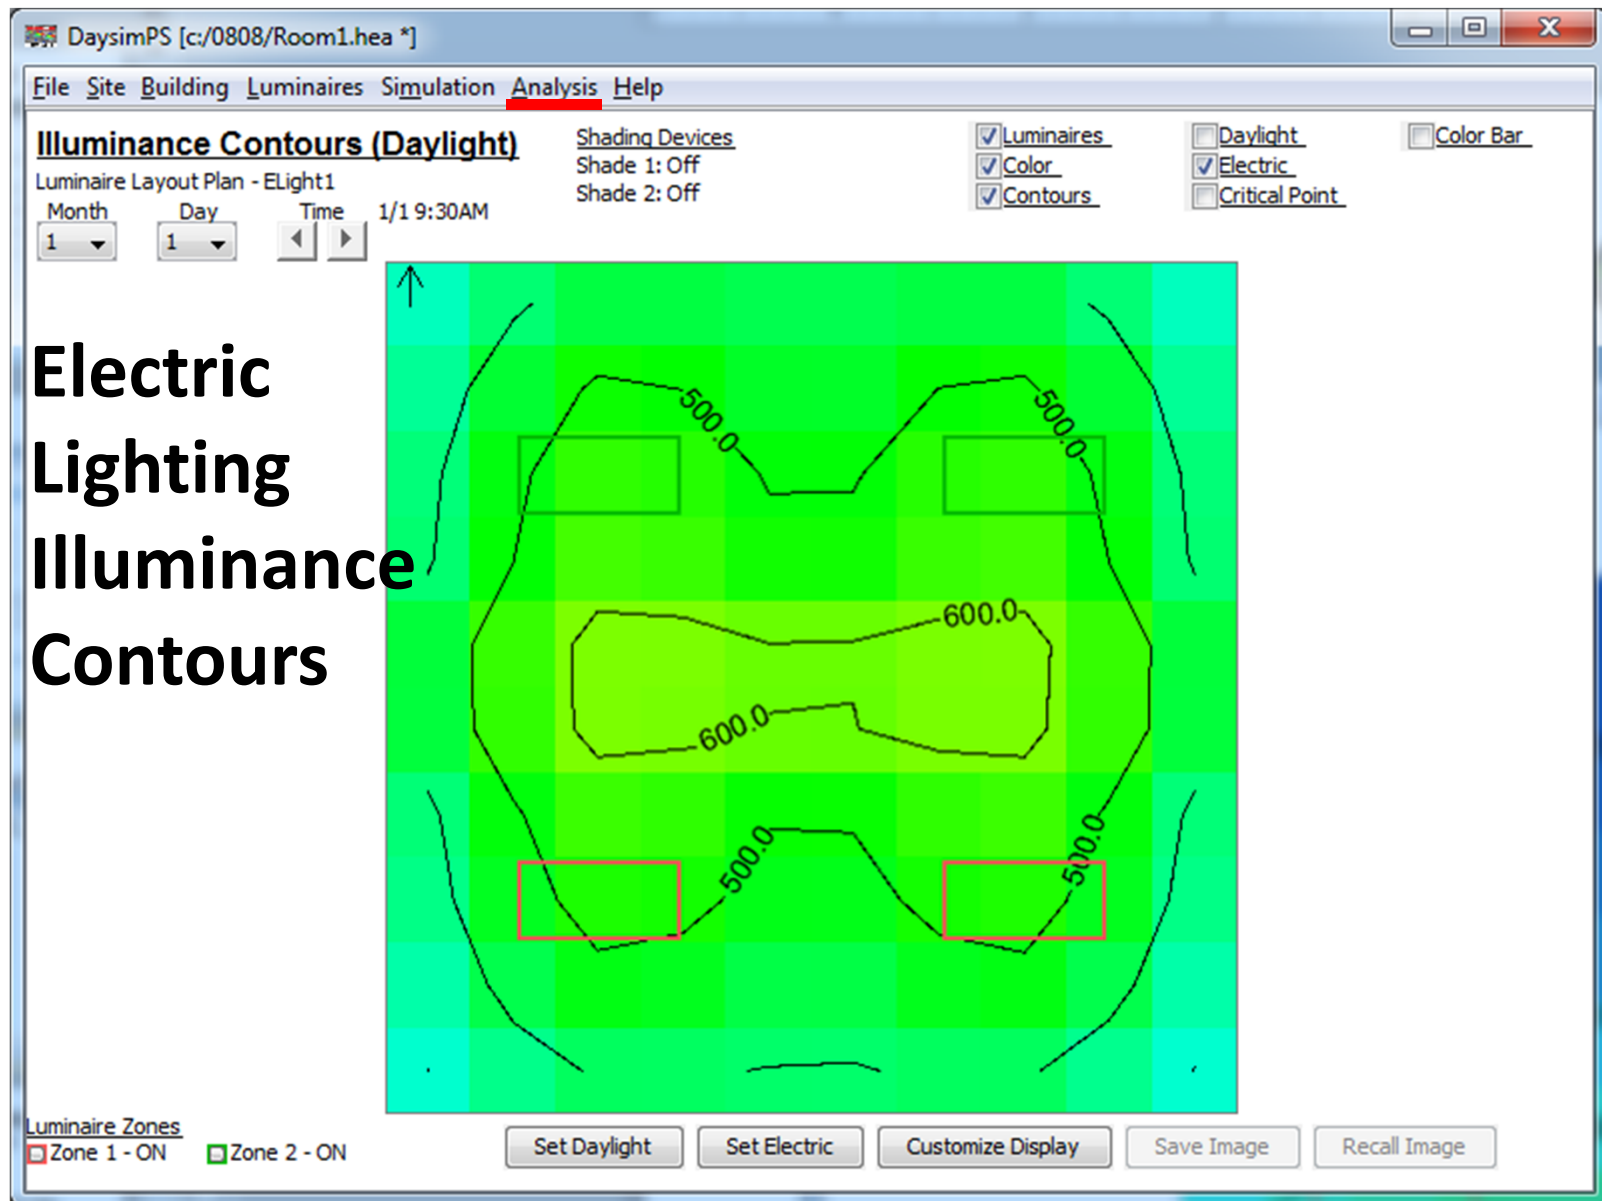 DaysimPS [c:/0808/Room1.hea *]
File Site Building Luminaires Simulation Analysis Help
Illuminance Contours (Daylight)
Luminaire Layout Plan - ELight1
Month Day Time 1/1 9:30AM
1 1
Shading Devices
Shade 1: Off
Shade 2: Off
Luminaires Daylight Color Bar
Color Electric
Contours Critical Point
Electric
Lighting
Illuminance
Contours
500.0
500.0
600.0
600.0
500.0
500.0
Luminaire Zones
Zone 1 - ON Zone 2 - ON
Set Daylight Set Electric Customize Display Save Image Recall Image